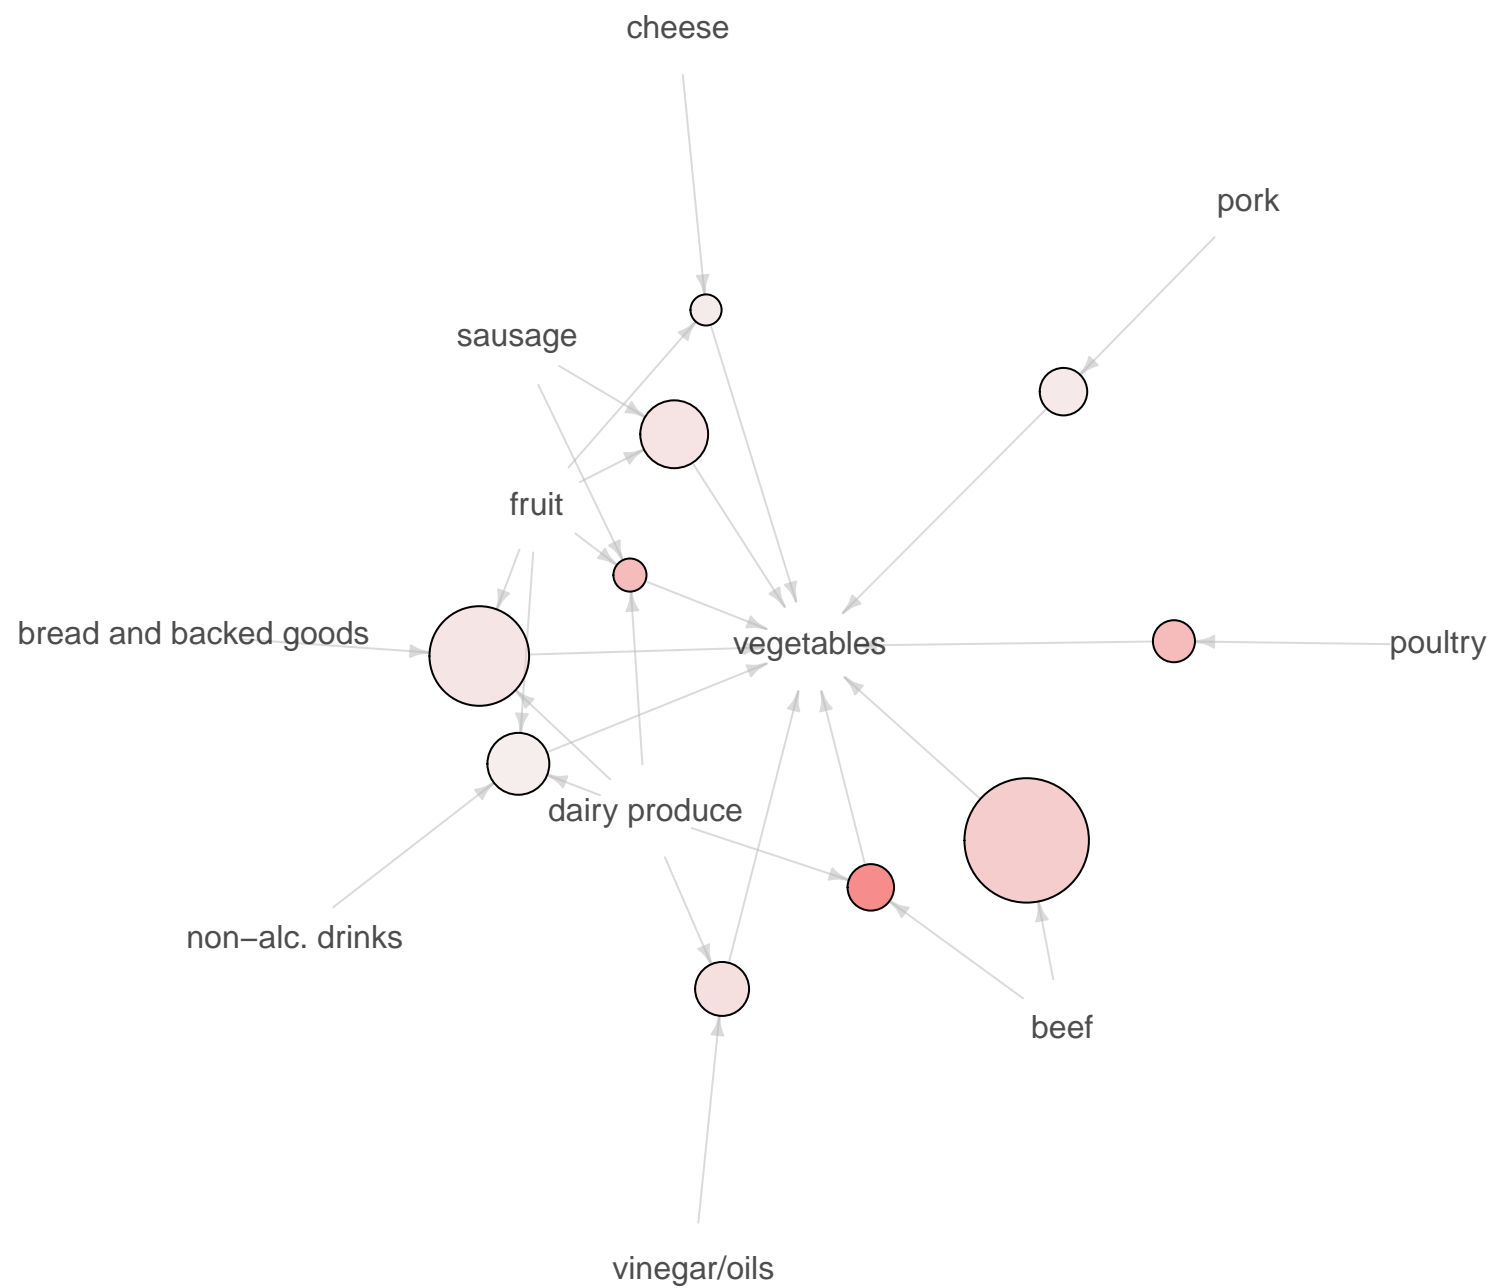 cheese
pork
sausage
fruit
bread and backed goods
vegetables
poultry
dairy produce
non−alc. drinks
beef
vinegar/oils